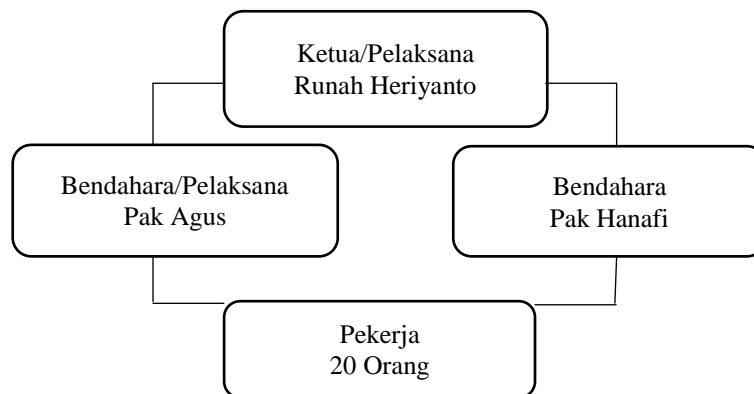 Ketua/Pelaksana
Runah Heriyanto
Bendahara/Pelaksana
Pak Agus
Bendahara
Pak Hanafi
Pekerja
20 Orang